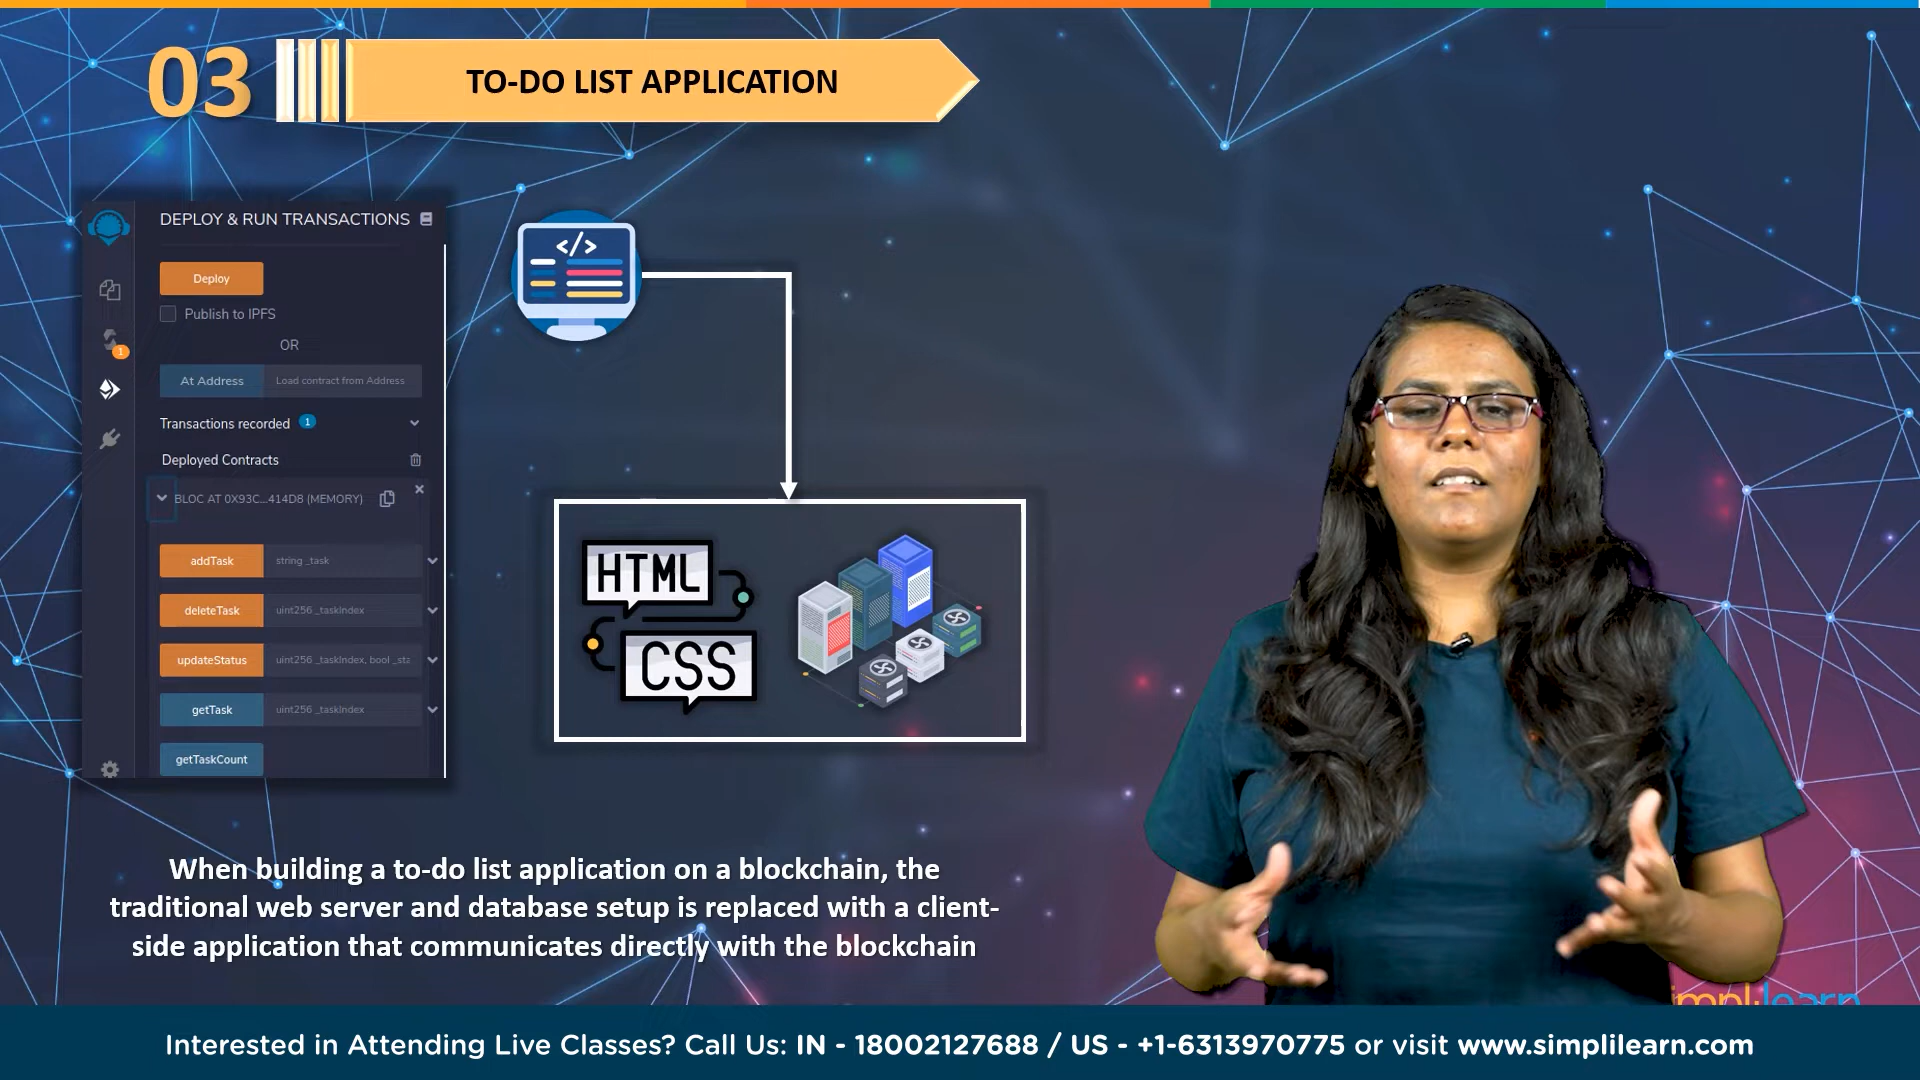 03
TO-DO LIST APPLICATION
DEPLOY & RUN TRANSACTIONS
Deploy
Publish to IPFS
OR
At Address
Load contract from Address
Transactions recorded 1
Deployed Contracts
BLOC AT 0X93C...414D8 (MEMORY)
1
addTask
string _task
deleteTask
uint256 _taskIndex
updateStatus
uint256 _taskIndex, bool _sta
getTask
uint256 _taskIndex
getTaskCount
</>
HTML
CSS
When building a to-do list application on a blockchain, the
traditional web server and database setup is replaced with a client-
side application that communicates directly with the blockchain
Interested in Attending Live Classes? Call Us: IN - 18002127688 / US - +1-6313970775 or visit www.simplilearn.com